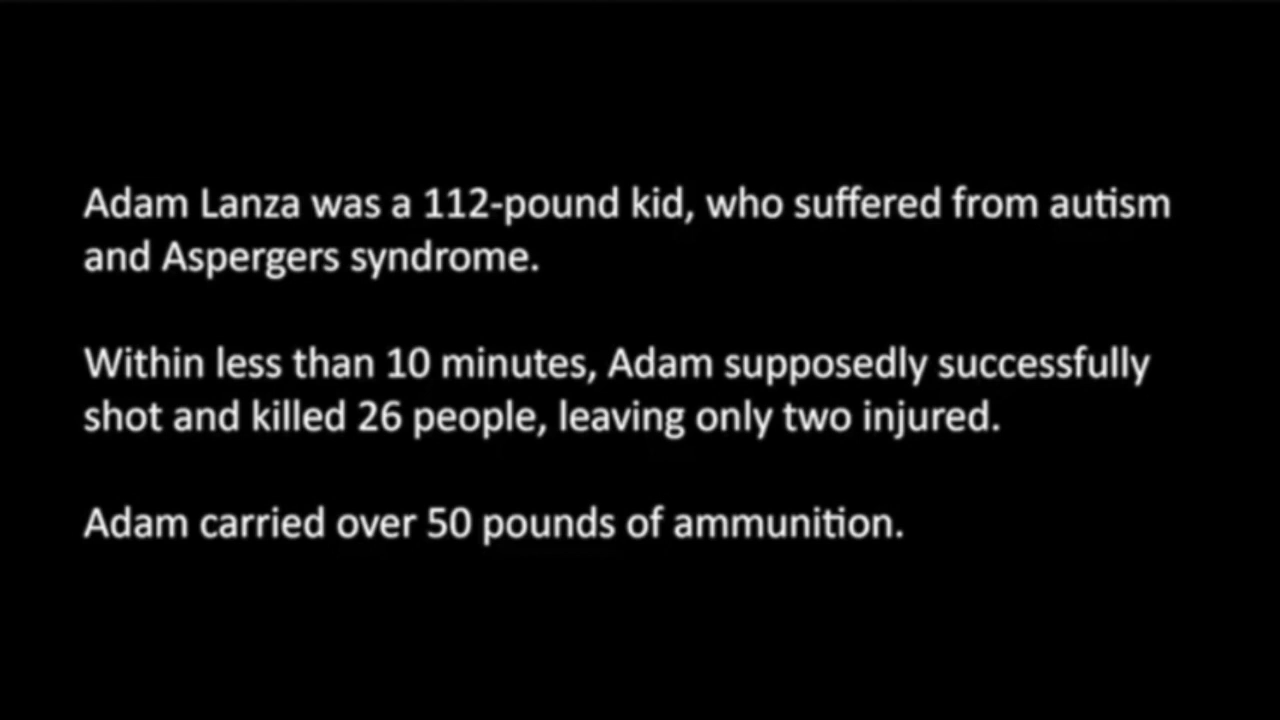 Adam Lanza was a 112-pound kid, who suffered from autism
and Aspergers syndrome.
Within less than 10 minutes, Adam supposedly successfully
shot and killed 26 people, leaving only two injured.
Adam carried over 50 pounds of ammunition.